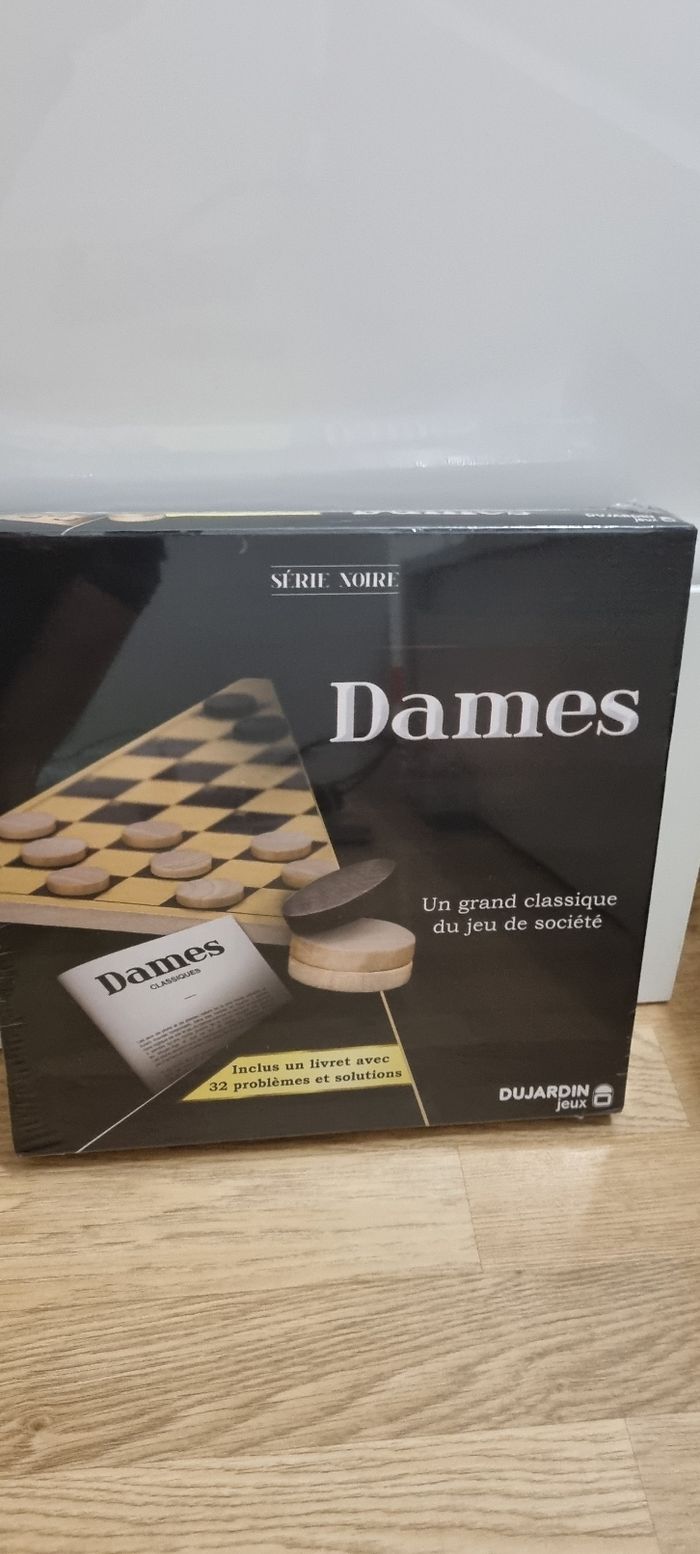 SÉRIE NOIRE
Dames
Un grand classique
du jeu de société
Dames
CLASSIQUES
Inclus un livret avec
32 problèmes et solutions
DUJARDIN
jeux